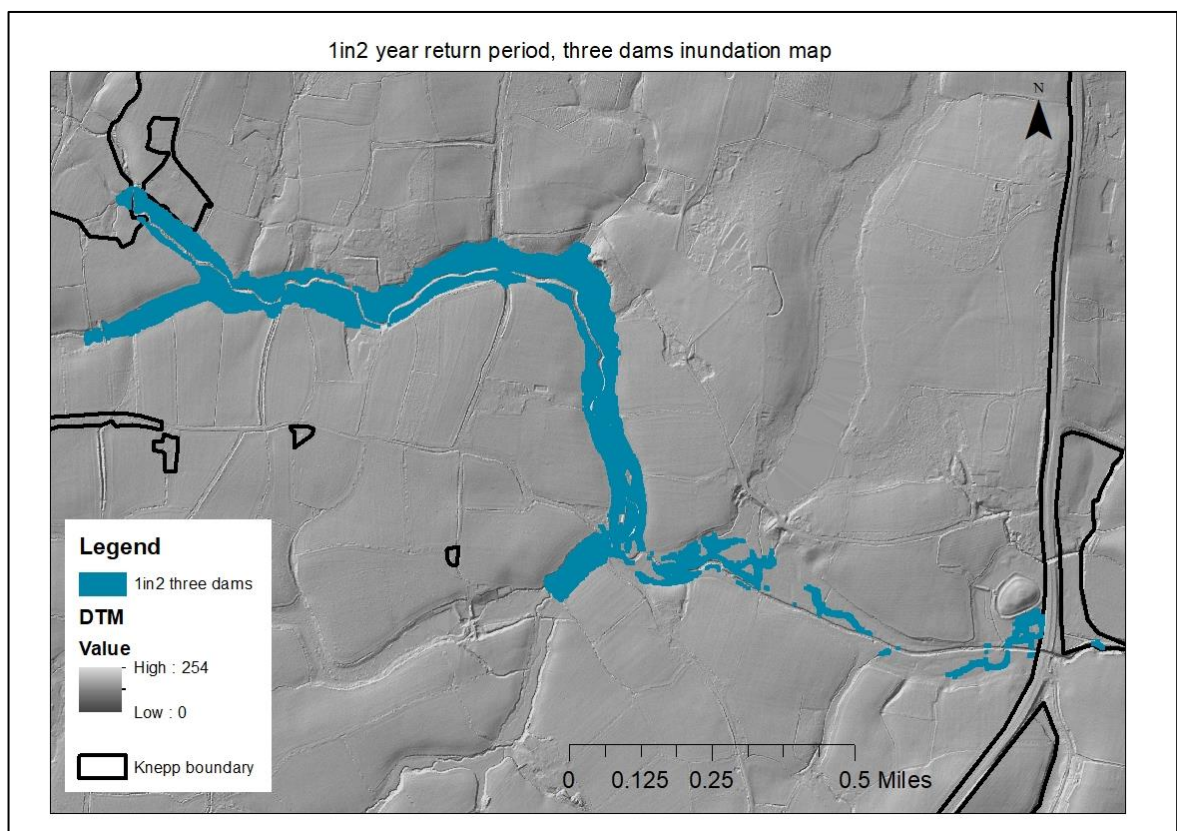 1in2 year return period, three dams inundation map
N
Legend
1in2 three dams
DTM
Value
High : 254
Low : 0
Knepp boundary
0 0.125 0.25 0.5 Miles